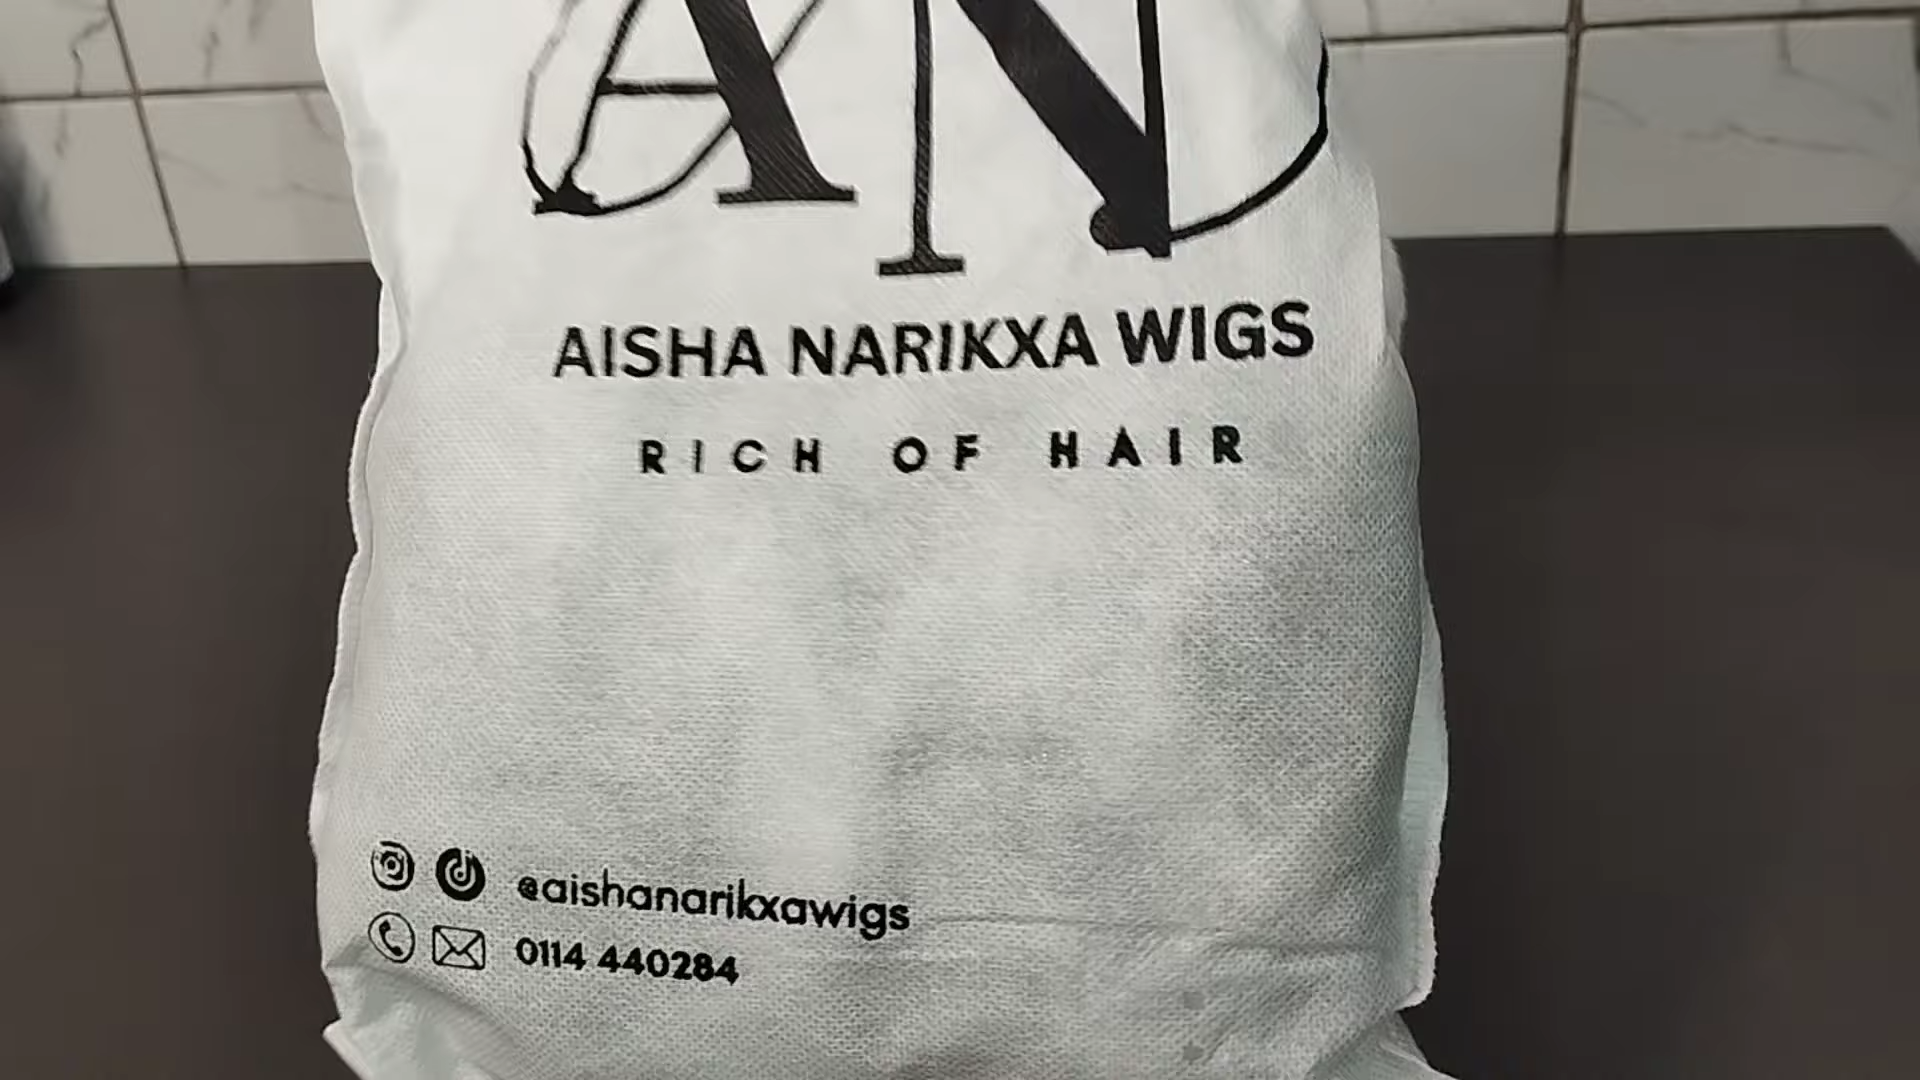 AN
AISHA NARIKXA WIGS
RICH OF HAIR
@aishanarikxawigs
0114 440284